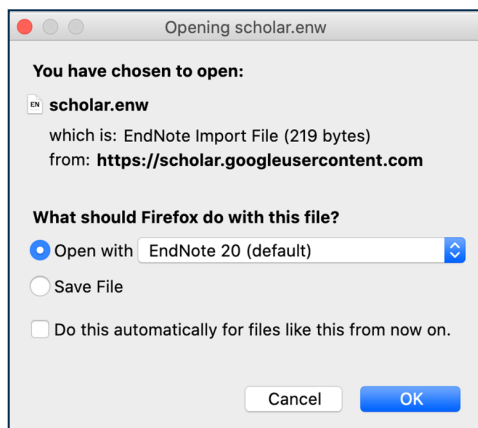 Opening scholar.enw
You have chosen to open:
EN scholar.enw
which is: EndNote Import File (219 bytes)
from: https://scholar.googleusercontent.com
What should Firefox do with this file?
Open with EndNote 20 (default)
Save File
Do this automatically for files like this from now on.
Cancel OK